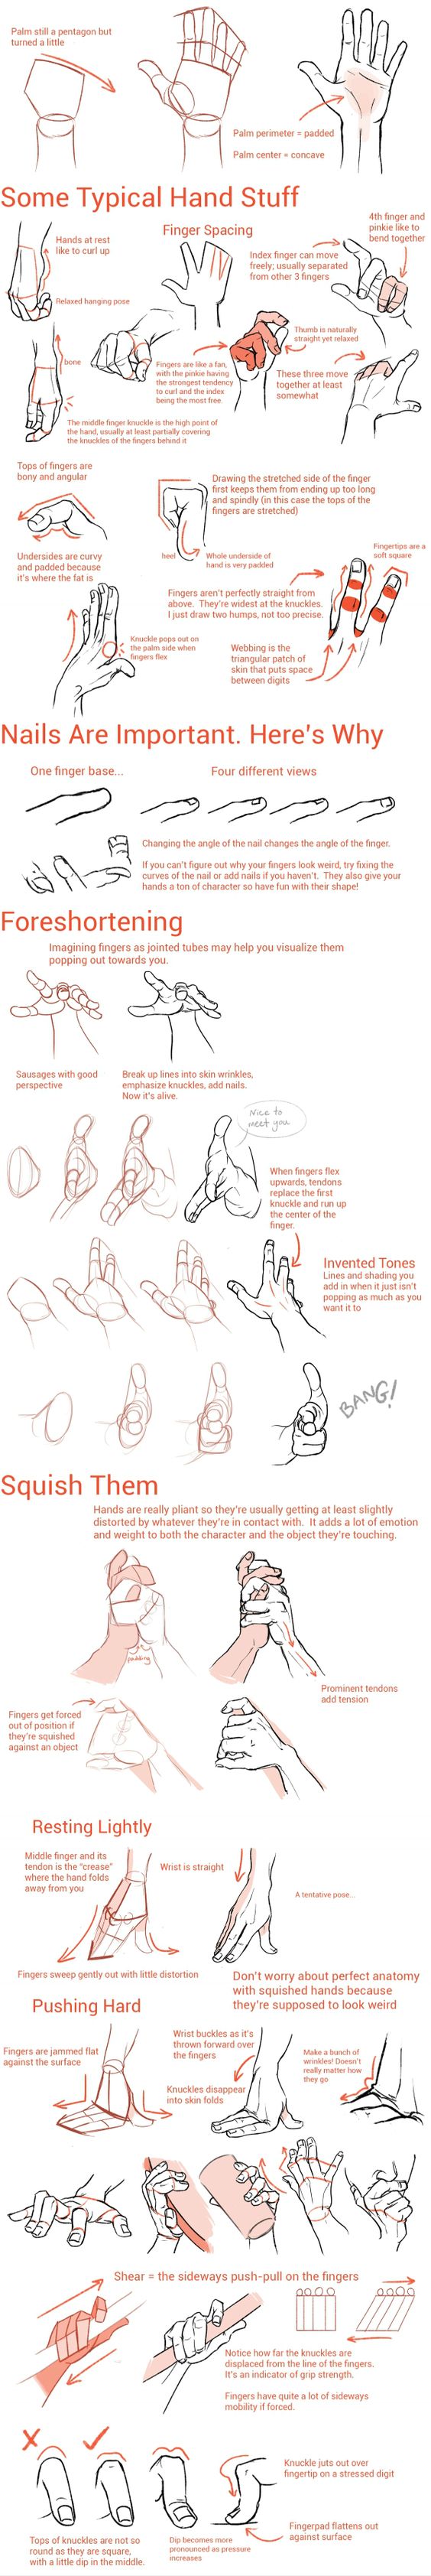 Palm still a pentagon but
turned a little
Palm perimeter = padded
Palm center = concave
Some Typical Hand Stuff
Hands at rest
like to curl up
Relaxed hanging pose
Finger Spacing
Index finger can move
freely; usually separated
from other 3 fingers
4th finger and
pinkie like to
bend together
bone
Fingers are like a fan,
with the pinkie having
the strongest tendency
to curl and the index
being the most free
Thumb is naturally
straight yet relaxed
These three move
together at least
somewhat
The middle finger knuckle is the high point of
the hand, usually at least partially covering
the knuckles of the fingers behind it
Tops of fingers are
bony and angular
Undersides are curvy
and padded because
it's where the fat is
Drawing the stretched side of the finger
first keeps them from ending up too long
and spindly (in this case the tops of the
fingers are stretched)
heel
Whole underside of
hand is very padded
Fingertips are a
soft square
Fingers aren't perfectly straight from
above. They're widest at the knuckles.
I just draw two humps, not too precise.
Knuckle pops out on
the palm side when
fingers flex
Webbing is the
triangular patch of
skin that puts space
between digits
Nails Are Important. Here's Why
One finger base...
Four different views
Changing the angle of the nail changes the angle of the finger.
If you can't figure out why your fingers look weird, try fixing the
curves of the nail or add nails if you haven't. They also give your
hands a ton of character so have fun with their shape!
Foreshortening
Imagining fingers as jointed tubes may help you visualize them
popping out towards you.
Sausages with good
perspective
Break up lines into skin wrinkles,
emphasize knuckles, add nails.
Now it's alive.
Nice to
meet you
When fingers flex
upwards, tendons
replace the first
knuckle and run up
the center of the
finger.
Invented Tones
Lines and shading you
add in when it just isn't
popping as much as you
want it to
BANG!
Squish Them
Hands are really pliant so they're usually getting at least slightly
distorted by whatever they're in contact with. It adds a lot of emotion
and weight to both the character and the object they're touching.
padding
Prominent tendons
add tension
Fingers get forced
out of position if
they're squished
against an object
Resting Lightly
Middle finger and its
tendon is the "crease"
where the hand folds
away from you
Wrist is straight
A tentative pose...
Fingers sweep gently out with little distortion
Don't worry about perfect anatomy
with squished hands because
they're supposed to look weird
Pushing Hard
Fingers are jammed flat
against the surface
Wrist buckles as it's
thrown forward over
the fingers
Knuckles disappear
into skin folds
Make a bunch of
wrinkles! Doesn't
really matter how
they go
Shear = the sideways push-pull on the fingers
Notice how far the knuckles are
displaced from the line of the fingers.
It's an indicator of grip strength.
Fingers have quite a lot of sideways
mobility if forced.
Knuckle juts out over
fingertip on a stressed digit
Tops of knuckles are not so
round as they are square,
with a little dip in the middle.
Dip becomes more
pronounced as pressure
increases
Fingerpad flattens out
against surface